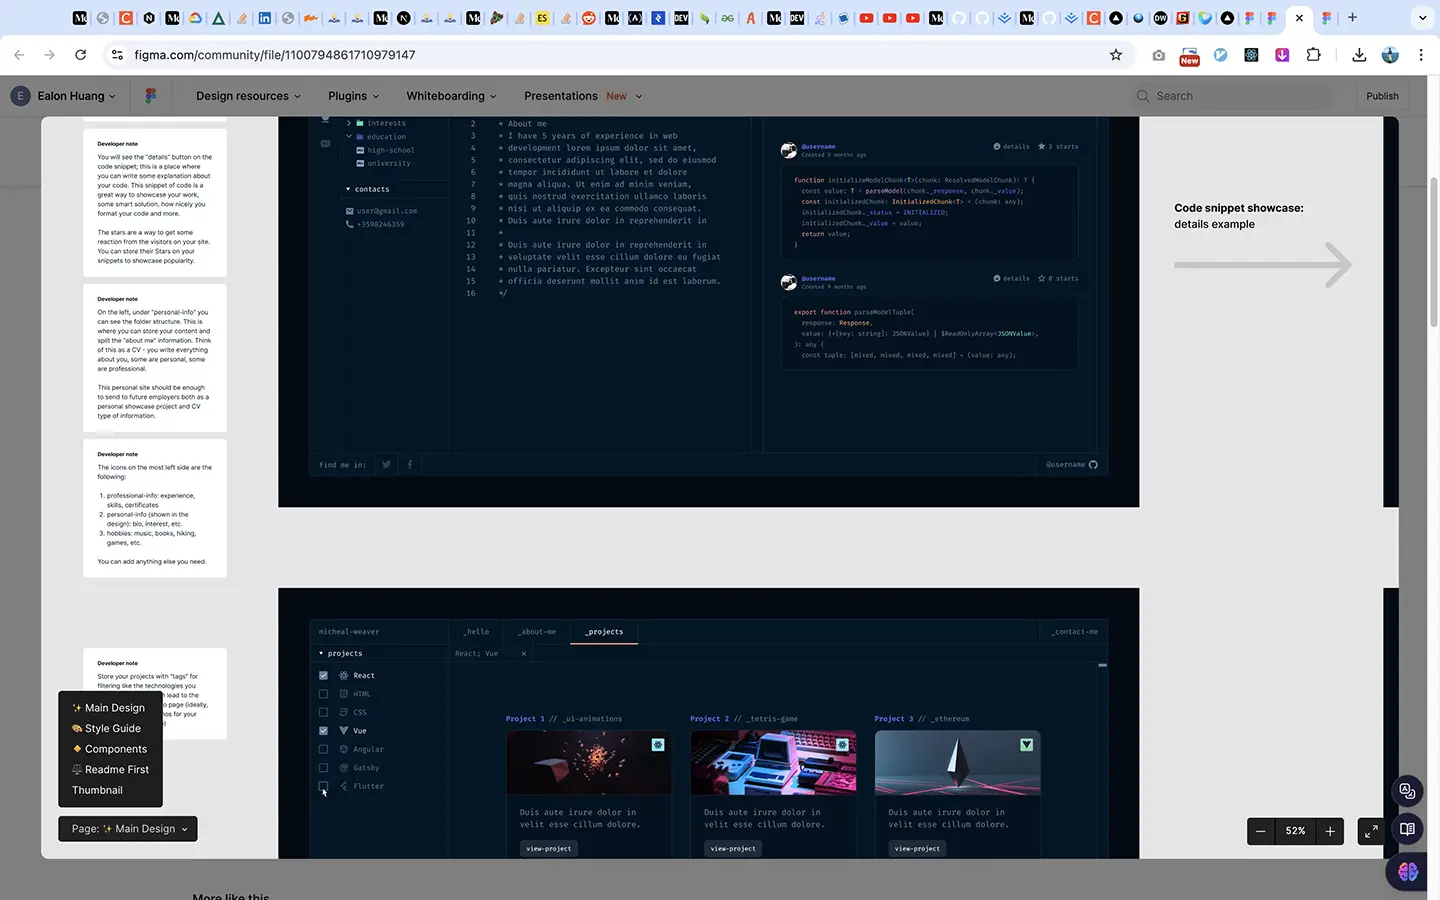 figma.com/community/file/1100794861710979147
New
E Ealon Huang
Design resources
Plugins
Whiteboarding
Presentations New
Search
Publish
Developer note
You will see the "details" button on the
code snippet; this is a place where
you can write some explanation about
your code. This snippet of code is a
great way to showcase your work,
some smart solution, how nicely you
format your code and more.
The stars are a way to get some
reaction from the visitors on your site.
You can store their Stars on your
snippets to showcase popularity.
Developer note
On the left, under "personal-info" you
can see the folder structure. This is
where you can store your content and
split the "about me" information. Think
of this as a CV - you write everything
about you, some are personal, some
are professional.
This personal site should be enough
to send to future employers both as a
personal showcase project and CV
type of information.
Developer note
The icons on the most left side are the
following:
1. professional-info: experience,
skills, certificates
2. personal-info (shown in the
design): bio, interest, etc.
3. hobbies: music, books, hiking,
games, etc.
You can add anything else you need.
Developer note
Store your projects with "tags" for
filtering like the technologies you
Main Design
Style Guide
Components
Readme First
Thumbnail
Page: Main Design
interests
education
high-school
university
contacts
user@gmail.com
+3598246359
2 * About me
3 * I have 5 years of experience in web
4 * development lorem ipsum dolor sit amet,
5 * consectetur adipiscing elit, sed do eiusmod
6 * tempor incididunt ut labore et dolore
7 * magna aliqua. Ut enim ad minim veniam,
8 * quis nostrud exercitation ullamco laboris
9 * nisi ut aliquip ex ea commodo consequat.
10 * Duis aute irure dolor in reprehenderit in
11 *
12 * Duis aute irure dolor in reprehenderit in
13 * voluptate velit esse cillum dolore eu fugiat
14 * nulla pariatur. Excepteur sint occaecat
15 * officia deserunt mollit anim id est laborum.
16 */
@username
Created 5 months ago
details 3 starts
function initializeModelChunk<T>(chunk: ResolvedModelChunk): T {
const value: T = parseModel(chunk._response, chunk._value);
const initializedChunk: InitializedChunk<T> = (chunk: any);
initializedChunk._status = INITIALIZED;
initializedChunk._value = value;
return value;
}
@username
Created 9 months ago
details 0 starts
export function parseModelTuple(
response: Response,
value: {+[key: string]: JSONValue} | $ReadOnlyArray<JSONValue>,
): any {
const tuple: [mixed, mixed, mixed, mixed] = (value: any);
find me in:
@username
Code snippet showcase:
details example
micheal-weaver
_hello
_about-me
_projects
_contact-me
projects
React; Vue ×
React
HTML
CSS
Vue
Angular
Gatsby
Flutter
Project 1 // _ui-animations
Duis aute irure dolor in
velit esse cillum dolore.
view-project
Project 2 // _tetris-game
Duis aute irure dolor in
velit esse cillum dolore.
view-project
Project 3 // _ethereum
Duis aute irure dolor in
velit esse cillum dolore.
view-project
52%
More like this